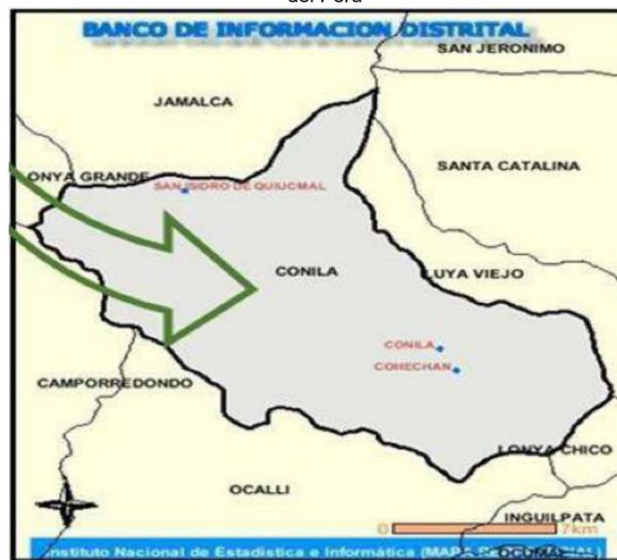 BANCO DE INFORMACION DISTRITAL
SAN JERONIMO
JAMALCA
SANTA CATALINA
ONYA GRANDE
SAN ISIDRO DE QUIUCMAL
CONILA
LUYA VIEJO
CONILA
COHECHAN
CAMPORREDONDO
LONYA CHICO
OCALLI
INGUILPATA
0 7km
Instituto Nacional de Estadística e Informática